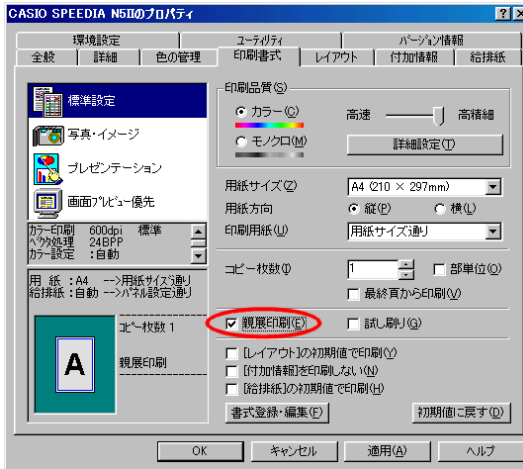 CASIO SPEEDIA N5IIのプロパティ
環境設定 ユーティリティ バージョン情報
全般 詳細 色の管理 印刷書式 レイアウト 付加情報 給排紙
標準設定
写真・イメージ
プレゼンテーション
画面プレビュー優先
カラー印刷 600dpi 標準
ベクタ処理 24BPP
カラー設定 :自動
用 紙 :A4 -->用紙サイズ通り
給排紙:自動 -->パネル設定通り
A
コピー枚数 1
親展印刷
印刷品質(S)
カラー(C) 高速 高精細
モノクロ(M) 詳細設定(T)
用紙サイズ(Z) A4 (210 × 297mm)
用紙方向 縦(P) 横(L)
印刷用紙(U) 用紙サイズ通り
コピー枚数(I) 1 部単位(O)
最終頁から印刷(V)
親展印刷(E) 試し刷り(G)
[レイアウト]の初期値で印刷(Y)
[付加情報]を印刷しない(N)
[給排紙]の初期値で印刷(H)
書式登録・編集(F) 初期値に戻す(D)
OK キャンセル 適用(A) ヘルプ